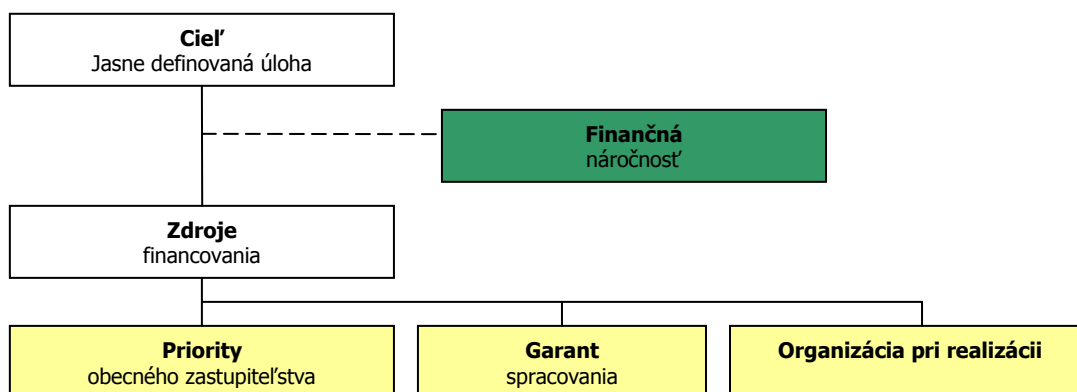 Cieľ
Jasne definovaná úloha
Finančná
náročnosť
Zdroje
financovania
Priority
obecného zastupiteľstva
Garant
spracovania
Organizácia pri realizácii